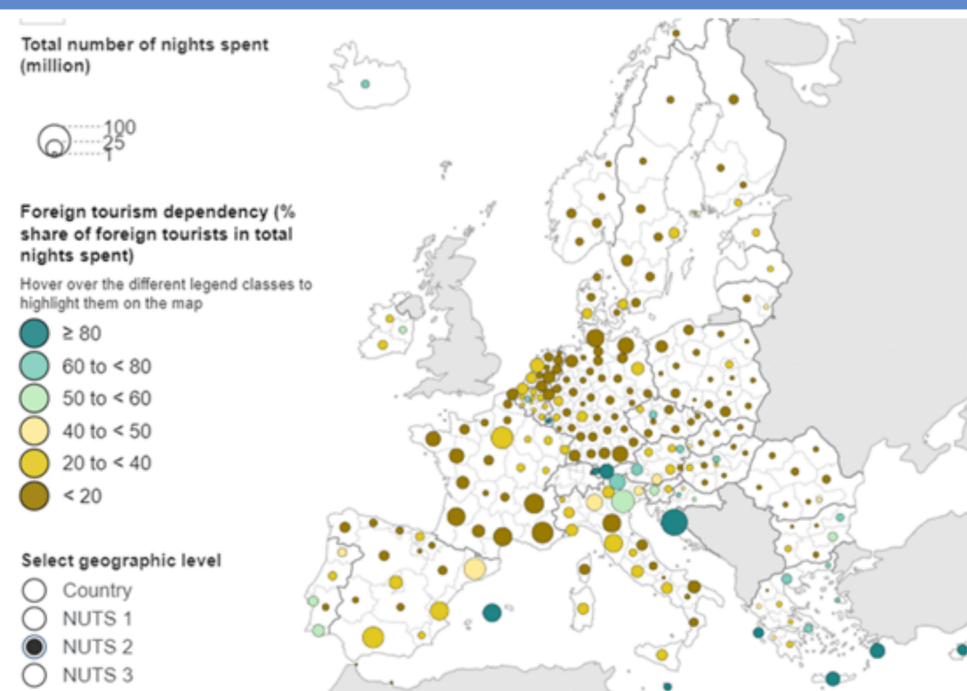 Total number of nights spent
(million)
100
25
1
Foreign tourism dependency (%
share of foreign tourists in total
nights spent)
Hover over the different legend classes to
highlight them on the map
≥ 80
60 to < 80
50 to < 60
40 to < 50
20 to < 40
< 20
Select geographic level
Country
NUTS 1
NUTS 2
NUTS 3